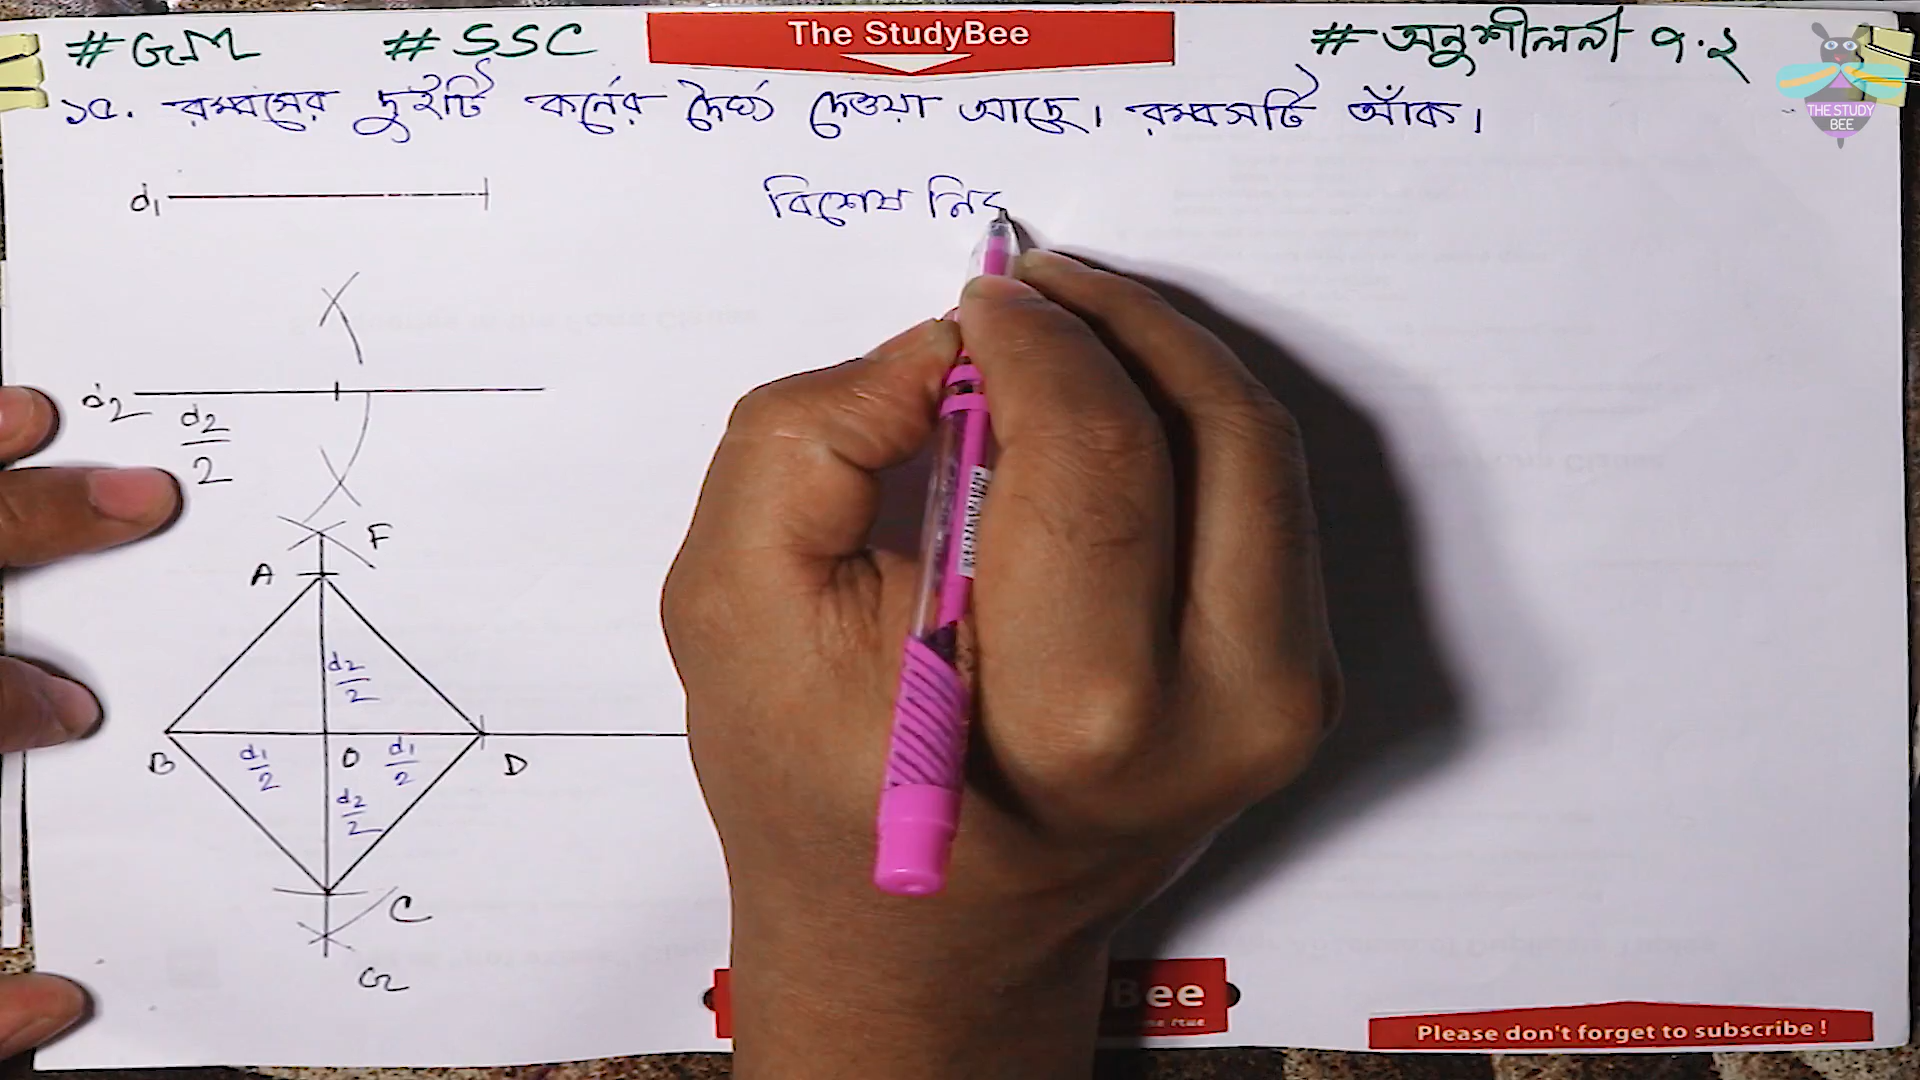 #GM #SSC The StudyBee #অনুশীলনী ৭.২
THE STUDY
BEE
১৫. রম্বসের দুইটি কর্নের দৈর্ঘ্য দেওয়া আছে। রম্বসটি আঁক।
d1
বিশেষ
d2
d2/2
F
A
d2/2
B d1/2 O d1/2 D
d2/2
C
G
Bee
Please don't forget to subscribe!